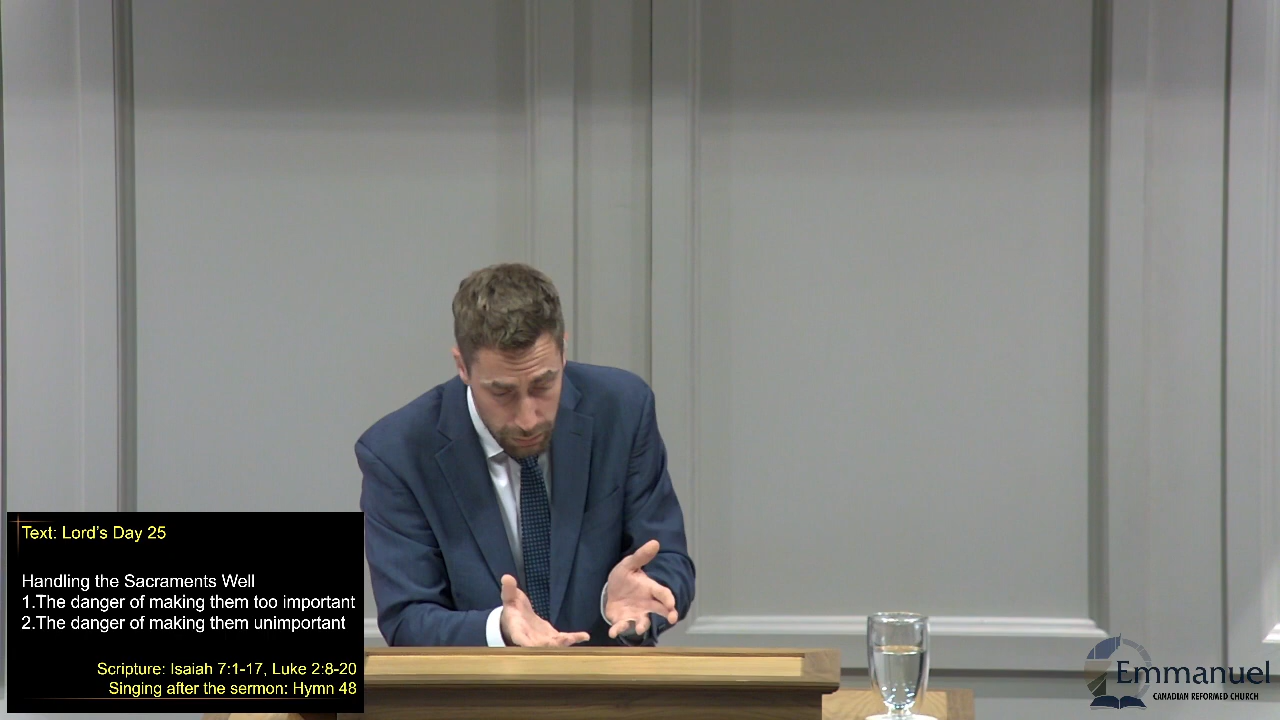 Text: Lord's Day 25
Handling the Sacraments Well
1.The danger of making them too important
2.The danger of making them unimportant
Scripture: Isaiah 7:1-17, Luke 2:8-20
Singing after the sermon: Hymn 48
Emmanuel
CANADIAN REFORMED CHURCH